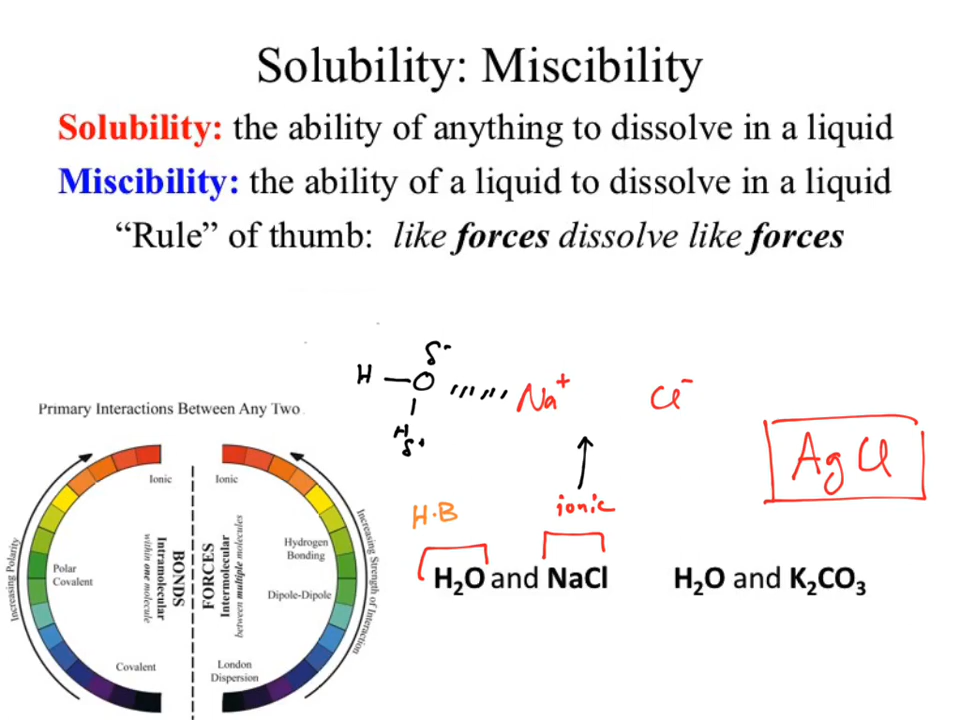 Solubility: Miscibility
Solubility: the ability of anything to dissolve in a liquid
Miscibility: the ability of a liquid to dissolve in a liquid
“Rule” of thumb: like forces dissolve like forces
δ-
H—O
Na+
Cl-
H
δ+
AgCl
Primary Interactions Between Any Two
Ionic
Ionic
H·B
ionic
Increasing Polarity
Polar
Covalent
Intramolecular
within one molecule
BONDS
FORCES
Intermolecular
between multiple molecules
Hydrogen
Bonding
Dipole-Dipole
Increasing Strength of Interaction
Covalent
London
Dispersion
H₂O and NaCl
H₂O and K₂CO₃